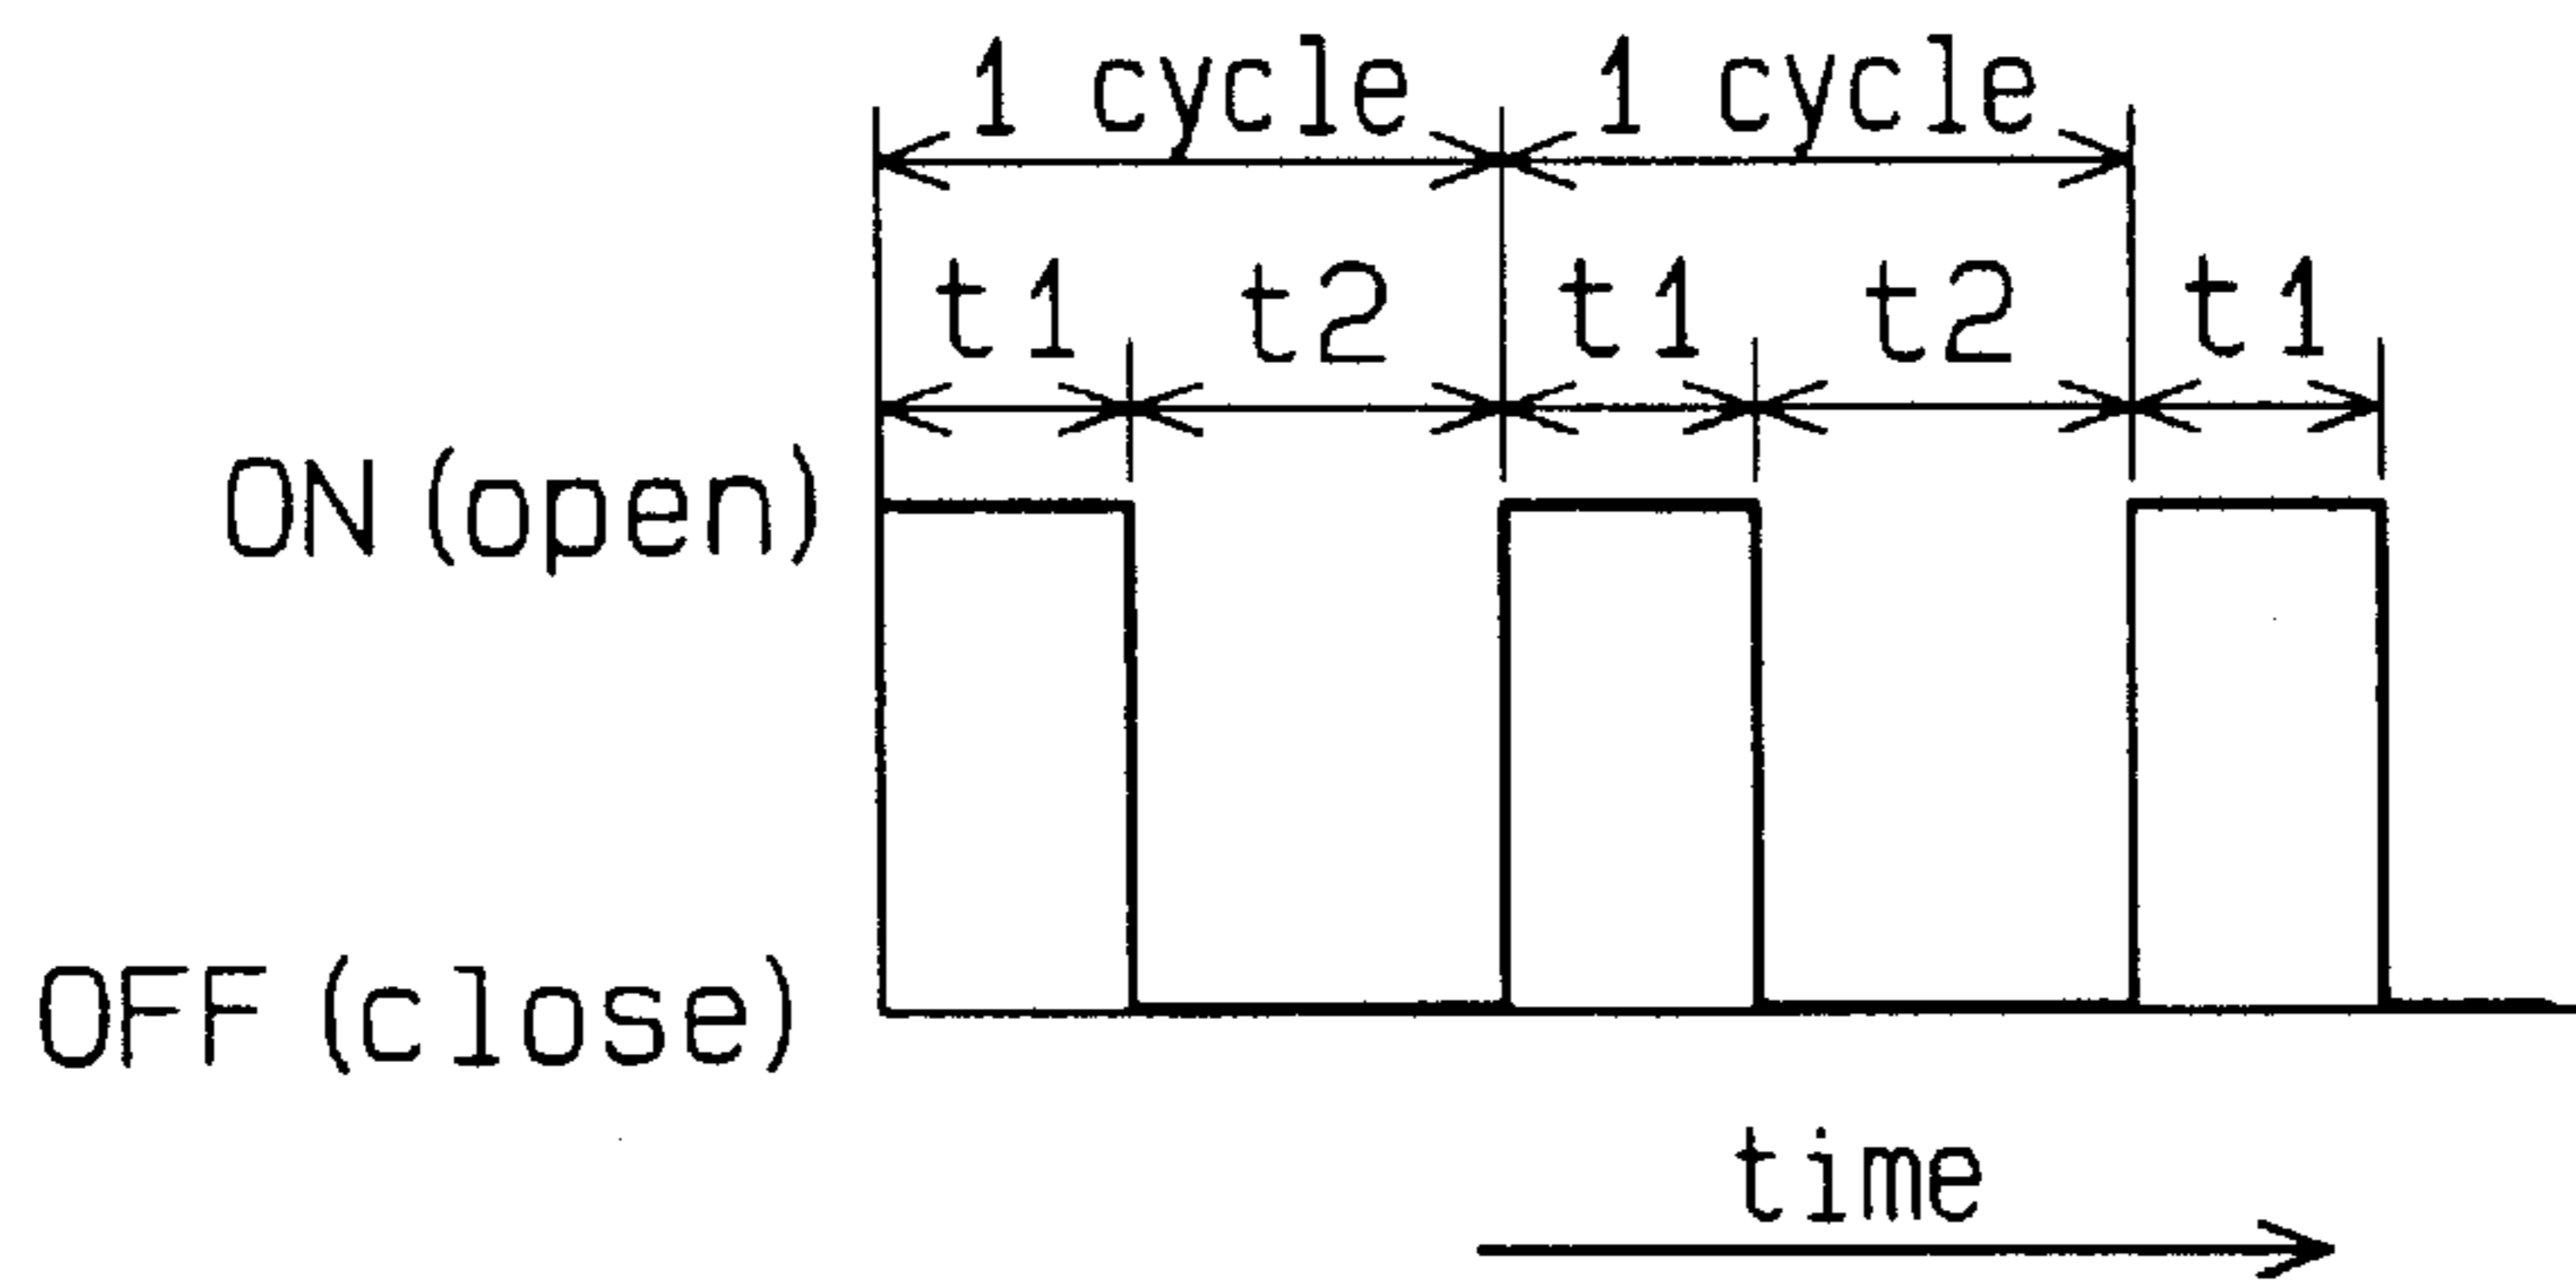 1 cycle 1 cycle
t1 t2 t1 t2 t1
ON (open)
OFF (close)
time